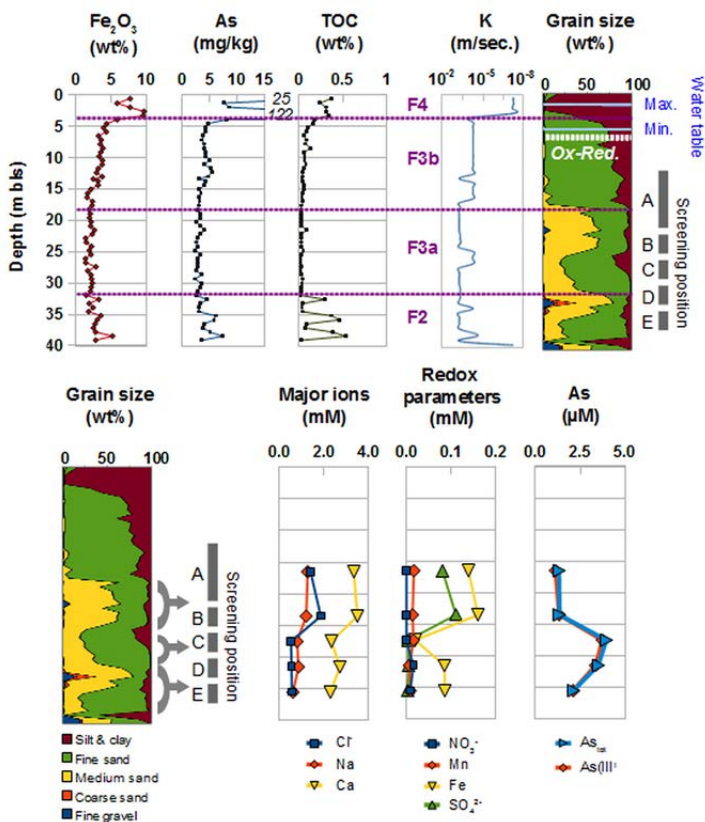 Fe₂O₃ As TOC K Grain size
(wt%) (mg/kg) (wt%) m/sec. (wt%)
0 5 10 0 5 10 15 0 0.5 1 10⁻² 10⁻⁵ 10⁻⁸ 0 50 100
0
5
10
15
20
25
30
35
40
Depth (m bls)
25
122
F4
F3b
F3a
F2
Max.
Min.
Water table
Ox-Red.
A
B
C
D
E
Screening position
Grain size
(wt%)
0 50 100
A
B
C
D
E
Screening position
Silt & clay
Fine sand
Medium sand
Coarse sand
Fine gravel
Major ions
(mM)
0.0 2.0 4.0
Cl⁻
Na
Ca
Redox
parameters
(mM)
0.0 0.1 0.2
NO₃⁻
Mn
Fe
SO₄²⁻
As
(µM)
0.0 2.5 5.0
As
As(III)